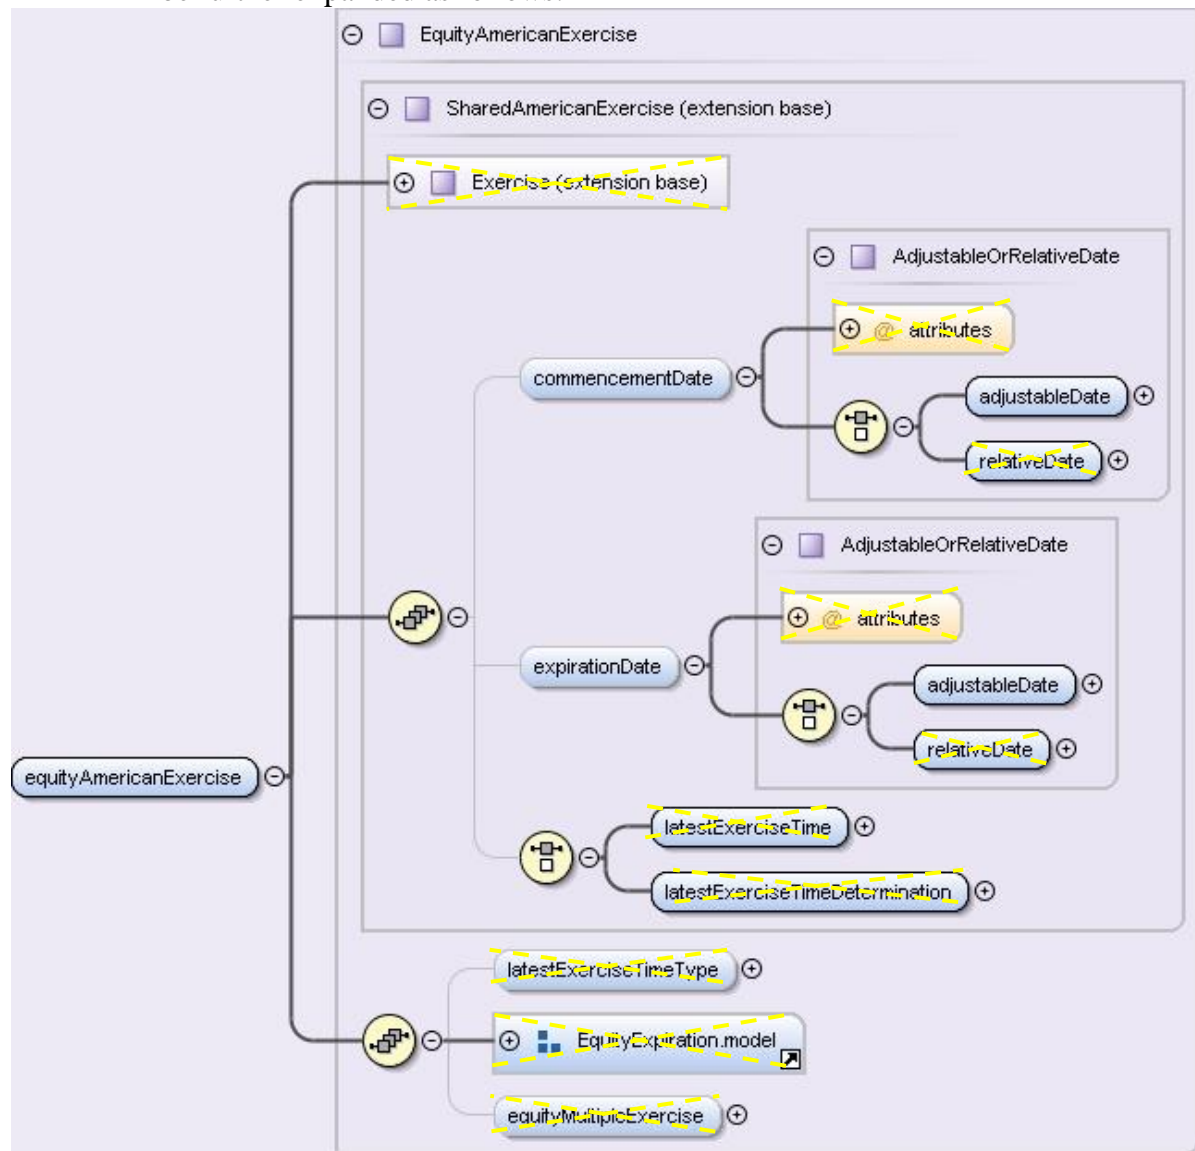 EquityAmericanExercise
SharedAmericanExercise (extension base)
Exercise (extension base)
AdjustableOrRelativeDate
@ attributes
commencementDate
adjustableDate
relativeDate
AdjustableOrRelativeDate
@ attributes
expirationDate
adjustableDate
relativeDate
equityAmericanExercise
latestExerciseTime
latestExerciseTimeDetermination
latestExerciseTimeType
EquityExpiration.model
equityMultipleExercise